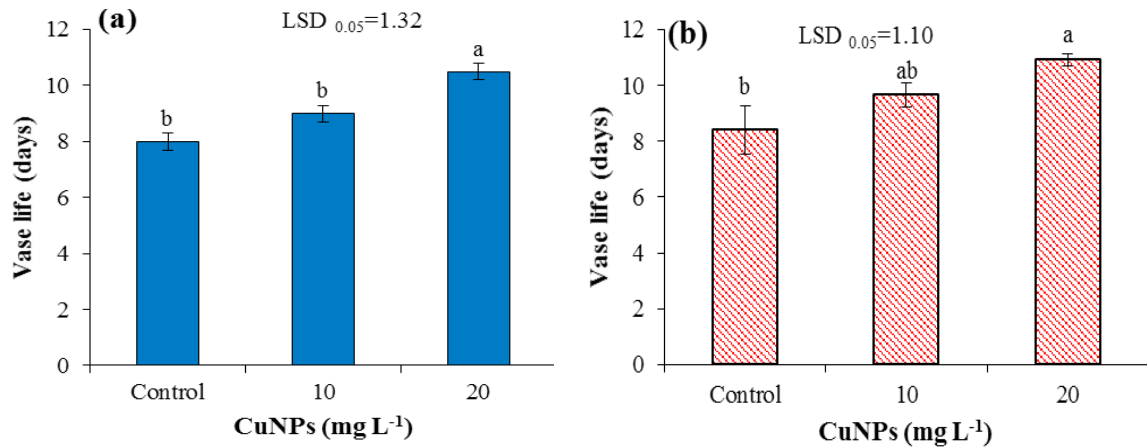 (a)
LSD 0.05=1.32
Vase life (days)
12
10
8
6
4
2
0
b
b
a
Control
10
20
CuNPs (mg L-1)
(b)
LSD 0.05=1.10
Vase life (days)
12
10
8
6
4
2
0
b
ab
a
Control
10
20
CuNPs (mg L-1)